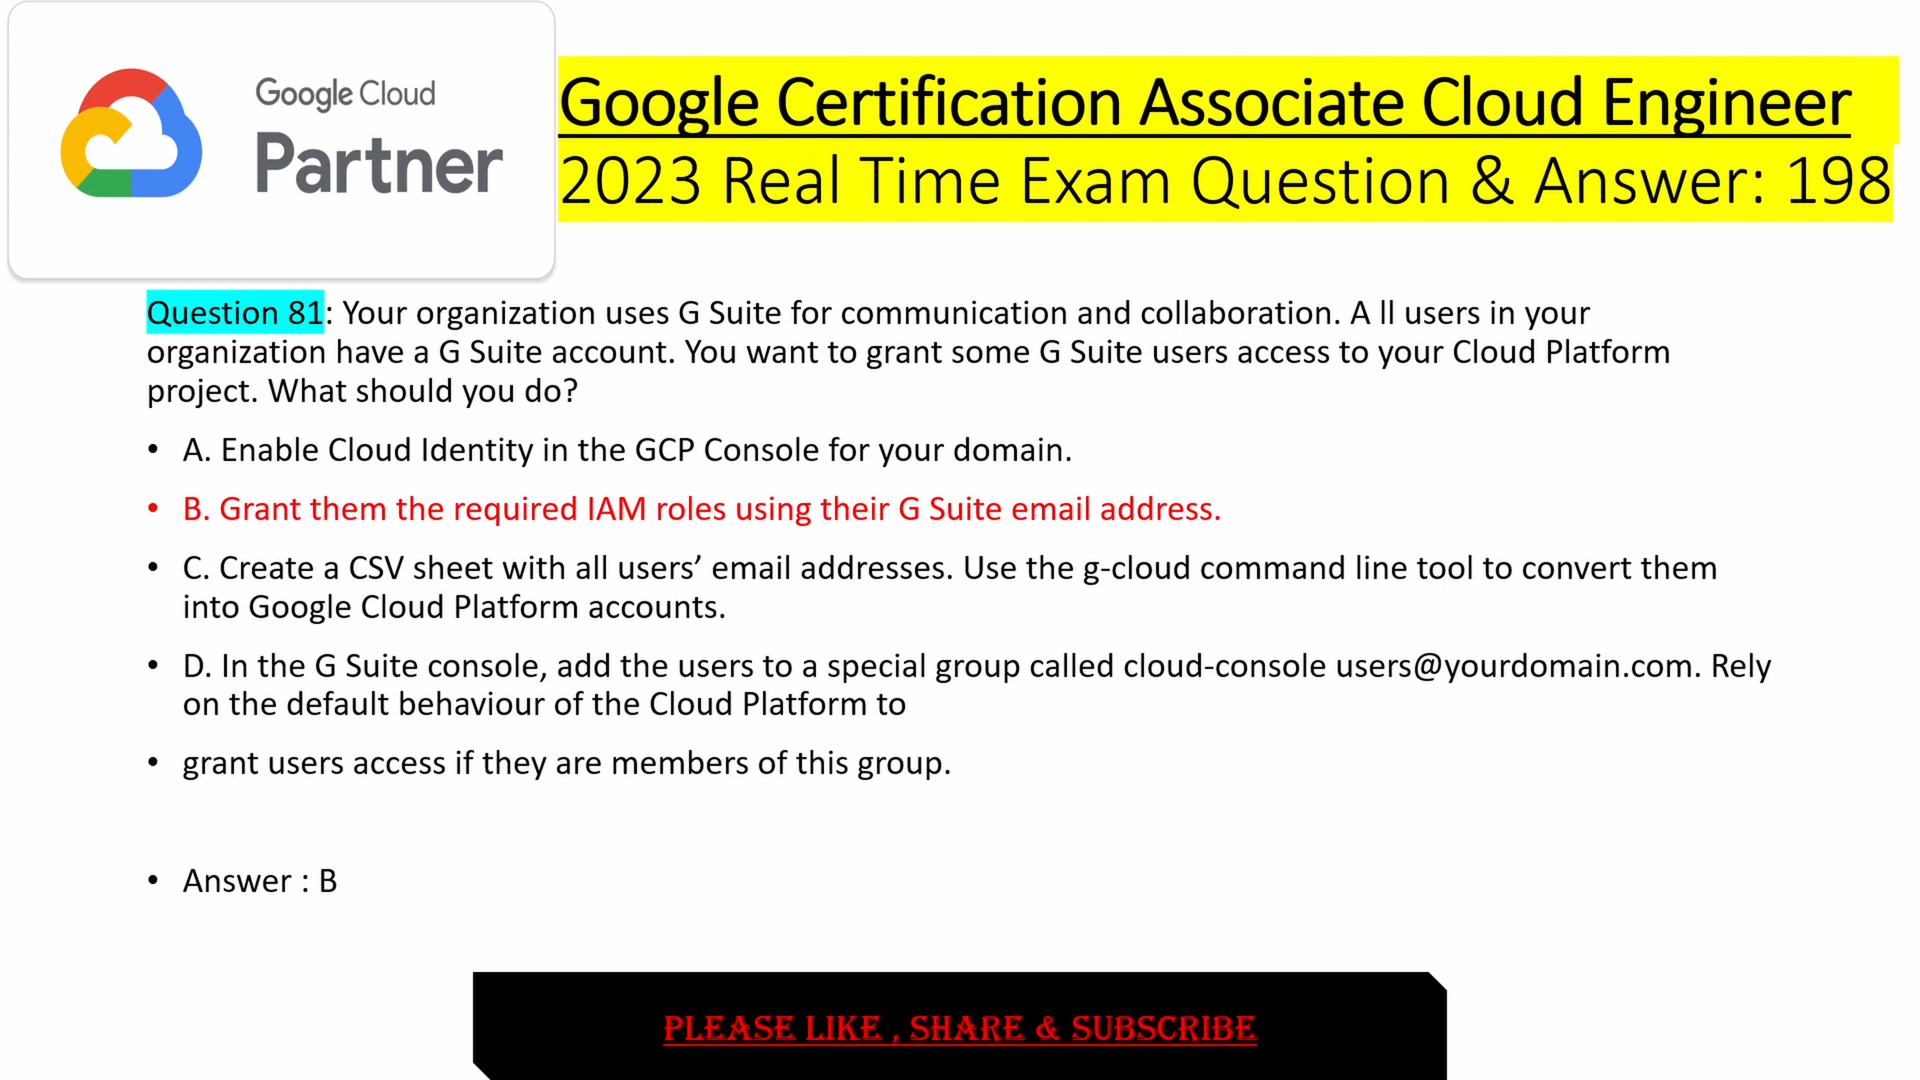 Google Cloud
Partner
Google Certification Associate Cloud Engineer
2023 Real Time Exam Question & Answer: 198
Question 81: Your organization uses G Suite for communication and collaboration. A ll users in your
organization have a G Suite account. You want to grant some G Suite users access to your Cloud Platform
project. What should you do?
• A. Enable Cloud Identity in the GCP Console for your domain.
• B. Grant them the required IAM roles using their G Suite email address.
• C. Create a CSV sheet with all users’ email addresses. Use the g-cloud command line tool to convert them
into Google Cloud Platform accounts.
• D. In the G Suite console, add the users to a special group called cloud-console users@yourdomain.com. Rely
on the default behaviour of the Cloud Platform to
• grant users access if they are members of this group.
• Answer : B
PLEASE LIKE , SHARE & SUBSCRIBE